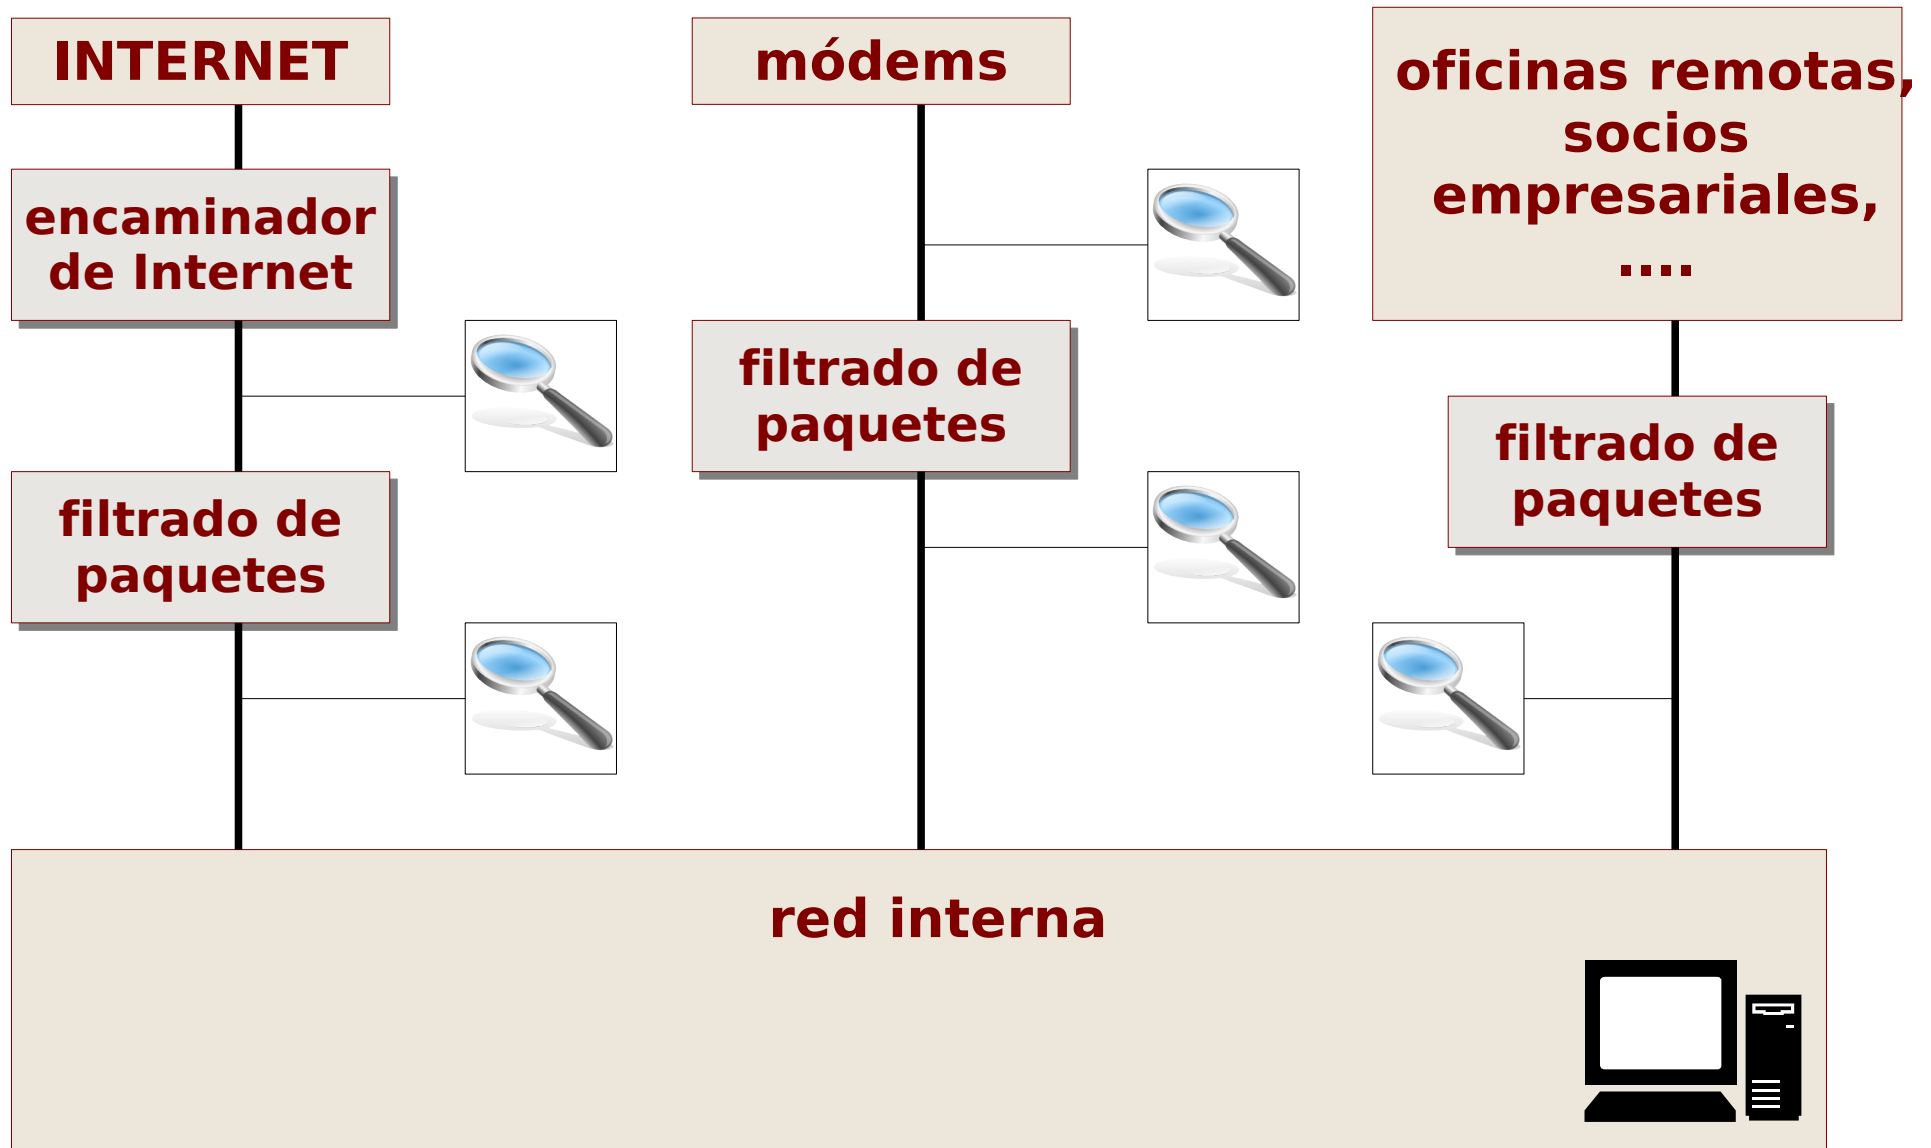 INTERNET
encaminador
de Internet
filtrado de
paquetes
módems
filtrado de
paquetes
oficinas remotas,
socios
empresariales,
....
filtrado de
paquetes
red interna